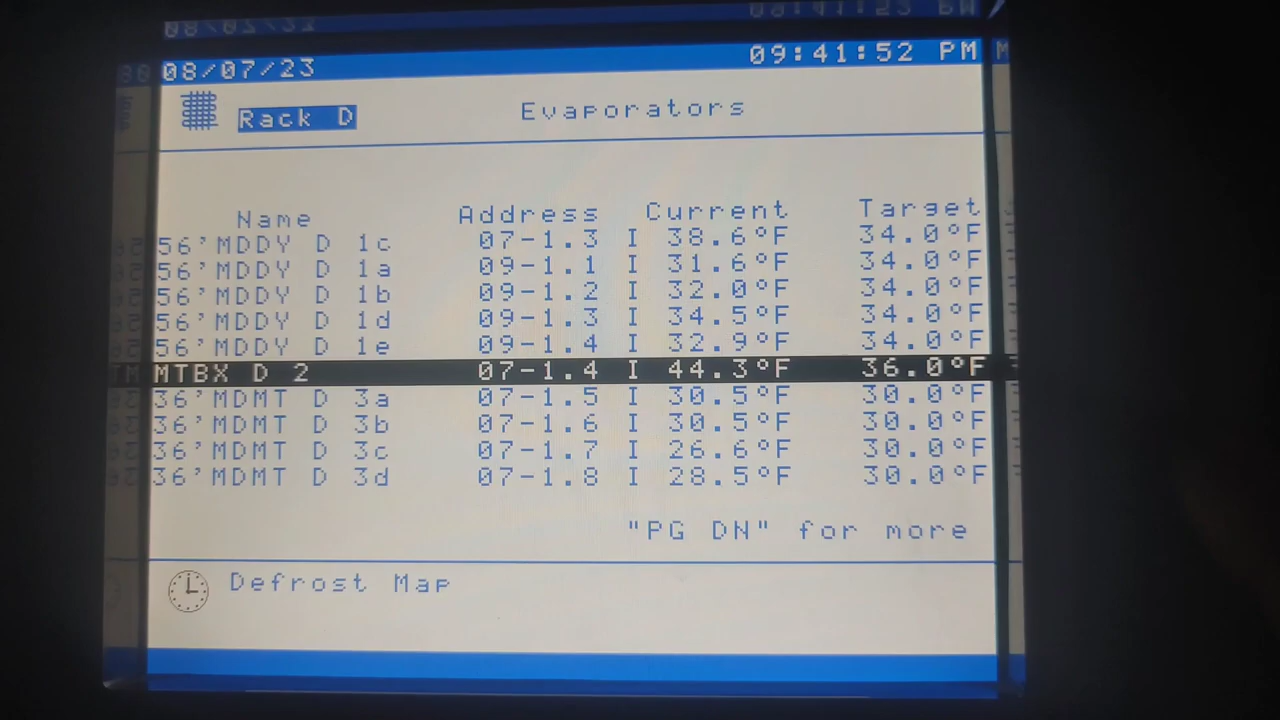 08/07/23 09:41:52 PM
Rack D Evaporators
Name Address Current Target
56'MDDY D 1c 07-1.3 I 38.6°F 34.0°F
56'MDDY D 1a 09-1.1 I 31.6°F 34.0°F
56'MDDY D 1b 09-1.2 I 32.0°F 34.0°F
56'MDDY D 1d 09-1.3 I 34.5°F 34.0°F
56'MDDY D 1e 09-1.4 I 32.9°F 34.0°F
MTBX D 2 07-1.4 I 44.3°F 36.0°F
36'MDMT D 3a 07-1.5 I 30.5°F 30.0°F
36'MDMT D 3b 07-1.6 I 30.5°F 30.0°F
36'MDMT D 3c 07-1.7 I 26.6°F 30.0°F
36'MDMT D 3d 07-1.8 I 28.5°F 30.0°F
"PG DN" for more
Defrost Map